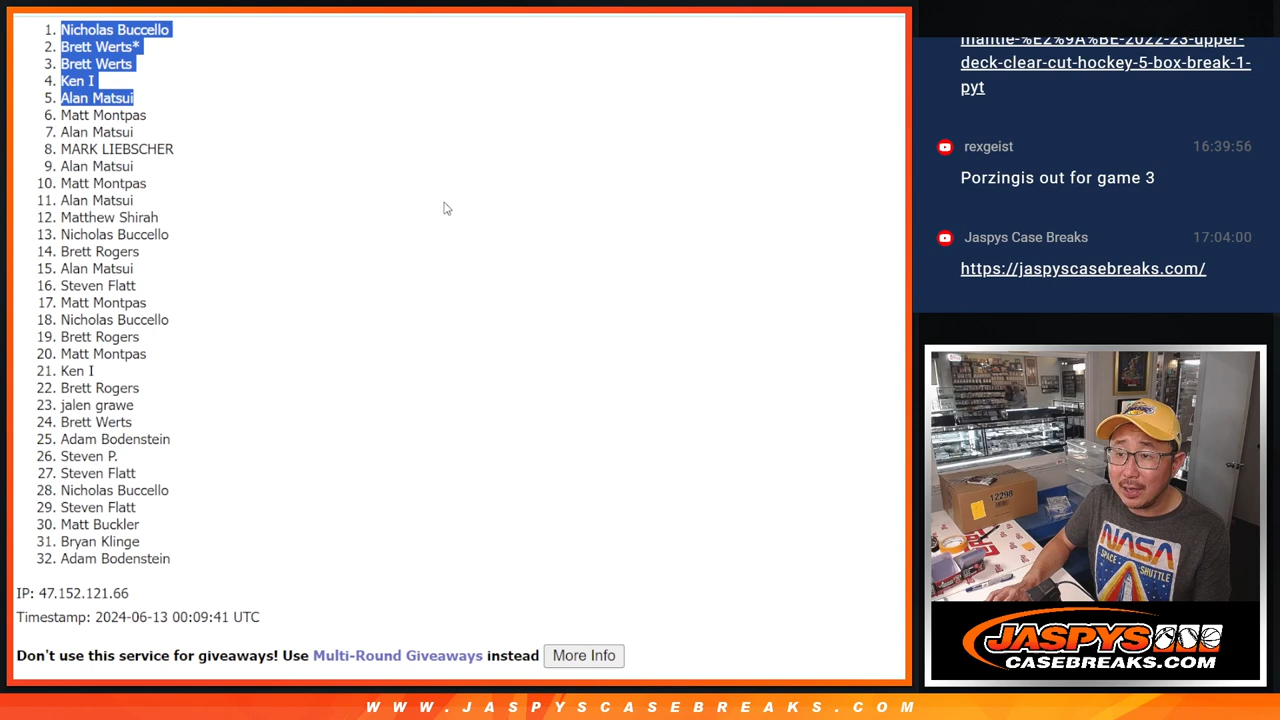 1. Nicholas Buccello
2. Brett Werts*
3. Brett Werts
4. Ken I
5. Alan Matsui
6. Matt Montpas
7. Alan Matsui
8. MARK LIEBSCHER
9. Alan Matsui
10. Matt Montpas
11. Alan Matsui
12. Matthew Shirah
13. Nicholas Buccello
14. Brett Rogers
15. Alan Matsui
16. Steven Flatt
17. Matt Montpas
18. Nicholas Buccello
19. Brett Rogers
20. Matt Montpas
21. Ken I
22. Brett Rogers
23. jalen grawe
24. Brett Werts
25. Adam Bodenstein
26. Steven P.
27. Steven Flatt
28. Nicholas Buccello
29. Steven Flatt
30. Matt Buckler
31. Bryan Klinge
32. Adam Bodenstein
IP: 47.152.121.66
Timestamp: 2024-06-13 00:09:41 UTC
Don't use this service for giveaways! Use Multi-Round Giveaways instead More Info
mantle-%E2%9A%BE-2022-23-upper-
deck-clear-cut-hockey-5-box-break-1-
pyt
rexgeist 16:39:56
Porzingis out for game 3
Jaspys Case Breaks 17:04:00
https://jaspyscasebreaks.com/
12298
NASA
SPACE SHUTTLE
JASPYS
CASEBREAKS.COM
WWW.JASPYSCASEBREAKS.COM